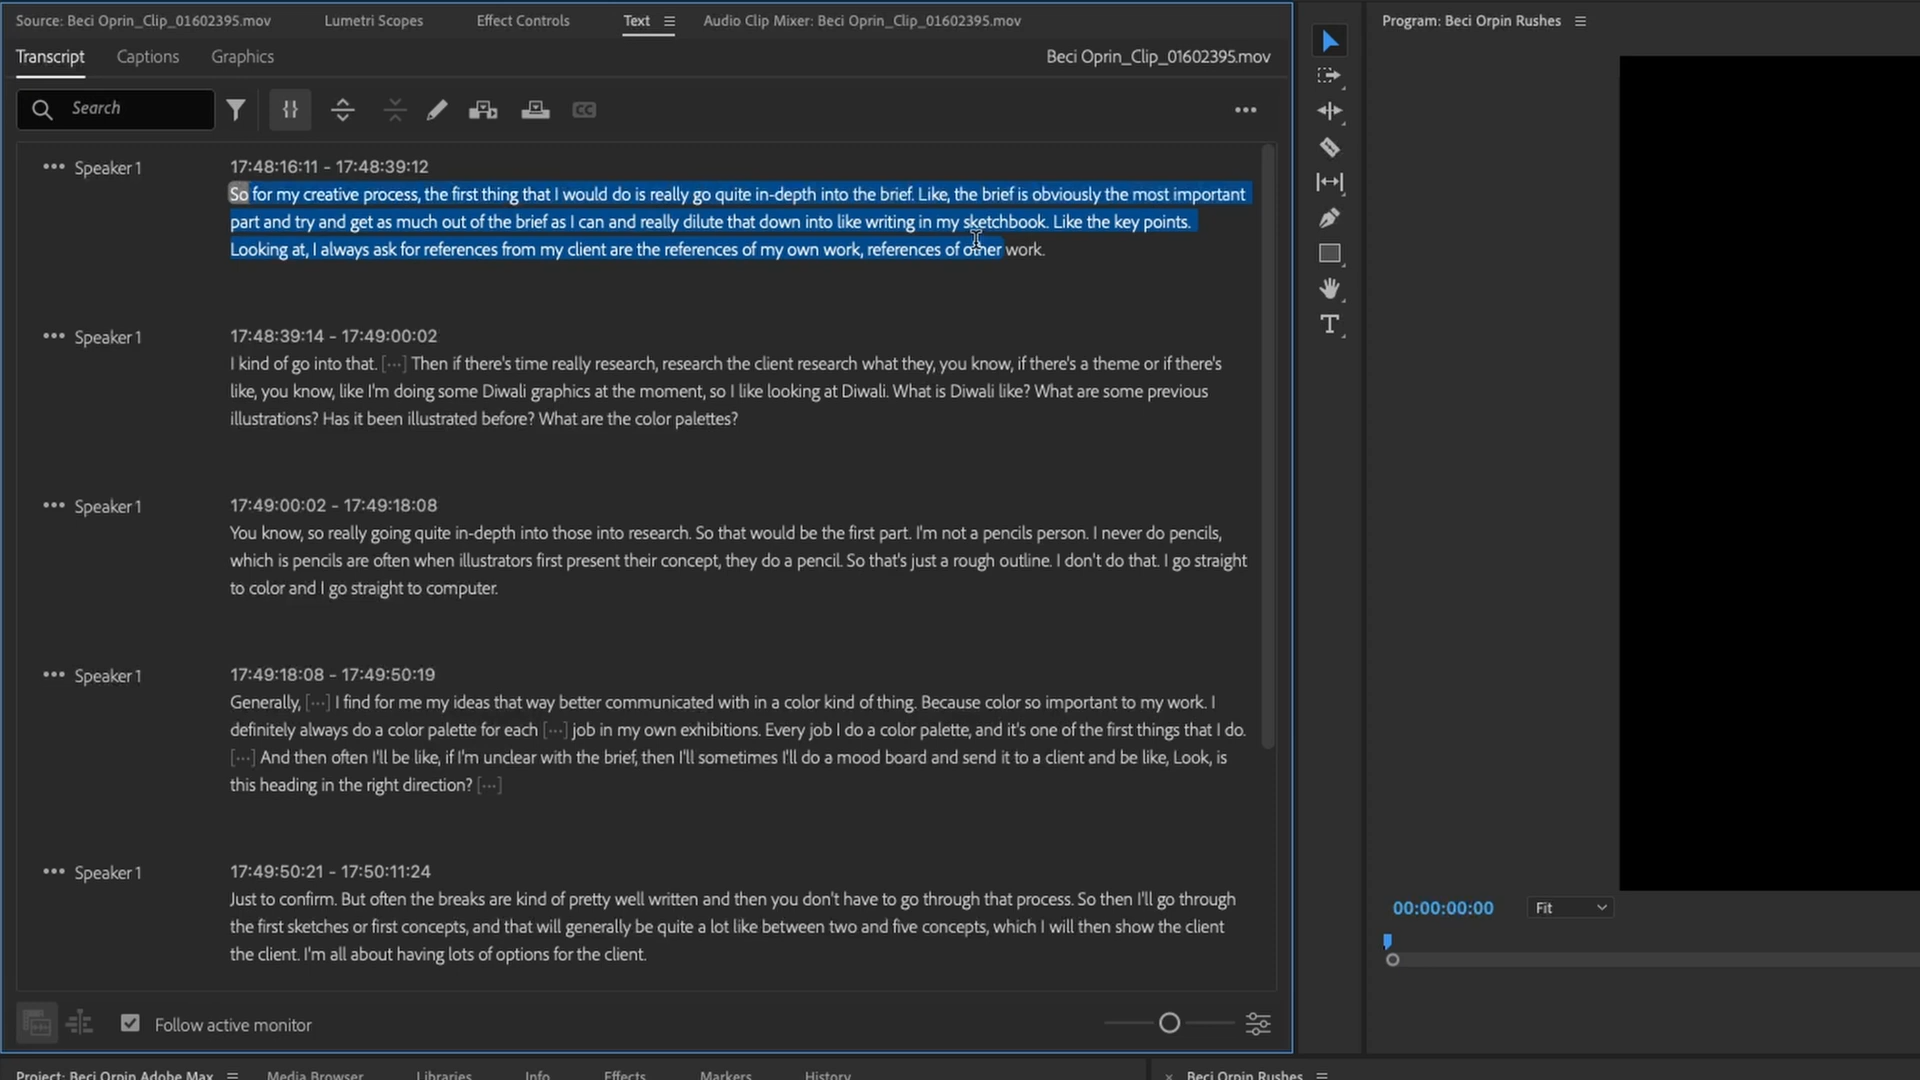 Source: Beci Oprin_Clip_01602395.mov
Lumetri Scopes
Effect Controls
Text
Audio Clip Mixer: Beci Oprin_Clip_01602395.mov
Program: Beci Orpin Rushes
Transcript
Captions
Graphics
Beci Oprin_Clip_01602395.mov
Search
CC
Speaker 1
17:48:16:11 - 17:48:39:12
So for my creative process, the first thing that I would do is really go quite in-depth into the brief. Like, the brief is obviously the most important
part and try and get as much out of the brief as I can and really dilute that down into like writing in my sketchbook. Like the key points.
Looking at, I always ask for references from my client are the references of my own work, references of other work.
Speaker 1
17:48:39:14 - 17:49:00:02
I kind of go into that. [...] Then if there's time really research, research the client research what they, you know, if there's a theme or if there's
like, you know, like I'm doing some Diwali graphics at the moment, so I like looking at Diwali. What is Diwali like? What are some previous
illustrations? Has it been illustrated before? What are the color palettes?
Speaker 1
17:49:00:02 - 17:49:18:08
You know, so really going quite in-depth into those into research. So that would be the first part. I'm not a pencils person. I never do pencils,
which is pencils are often when illustrators first present their concept, they do a pencil. So that's just a rough outline. I don't do that. I go straight
to color and I go straight to computer.
Speaker 1
17:49:18:08 - 17:49:50:19
Generally, [...] I find for me my ideas that way better communicated with in a color kind of thing. Because color so important to my work. I
definitely always do a color palette for each [...] job in my own exhibitions. Every job I do a color palette, and it's one of the first things that I do.
[...] And then often I'll be like, if I'm unclear with the brief, then I'll sometimes I'll do a mood board and send it to a client and be like, Look, is
this heading in the right direction? [...]
Speaker 1
17:49:50:21 - 17:50:11:24
Just to confirm. But often the breaks are kind of pretty well written and then you don't have to go through that process. So then I'll go through
the first sketches or first concepts, and that will generally be quite a lot like between two and five concepts, which I will then show the client
the client. I'm all about having lots of options for the client.
00:00:00:00
Fit
Follow active monitor
Project: Beci Orpin Adobe Max
Media Browser
Libraries
Info
Effects
Markers
History
Beci Orpin Rushes